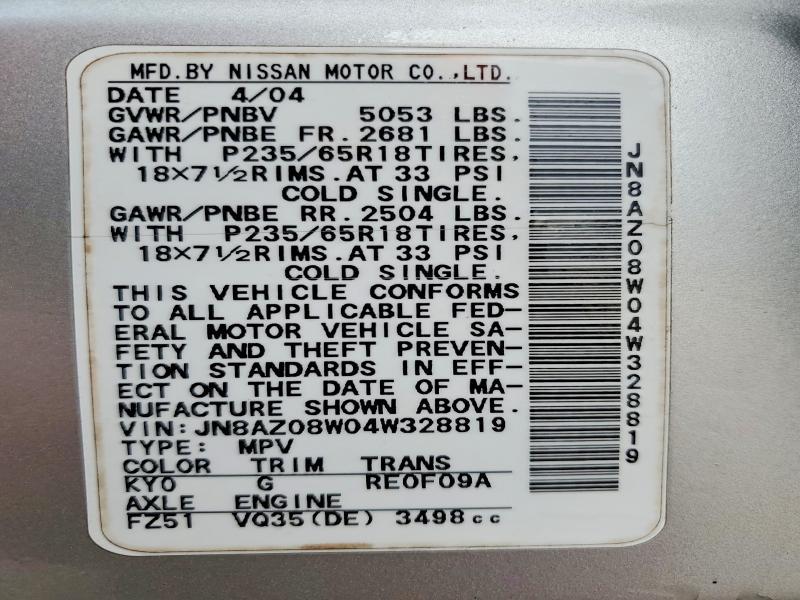 MFD.BY NISSAN MOTOR CO.,LTD.
DATE 4/04
GVWR/PNBV 5053 LBS.
GAWR/PNBE FR.2681 LBS.
WITH P235/65R18TIRES,
18×7½RIMS.AT 33 PSI
COLD SINGLE.
GAWR/PNBE RR.2504 LBS.
WITH P235/65R18TIRES,
18×7½RIMS.AT 33 PSI
COLD SINGLE.
THIS VEHICLE CONFORMS
TO ALL APPLICABLE FED-
ERAL MOTOR VEHICLE SA-
FETY AND THEFT PREVEN-
TION STANDARDS IN EFF-
ECT ON THE DATE OF MA-
NUFACTURE SHOWN ABOVE.
VIN:JN8AZ08W04W328819
TYPE: MPV
COLOR TRIM TRANS
KY0 G RE0F09A
AXLE ENGINE
FZ51 VQ35(DE) 3498cc
JN8AZ08W04W328819